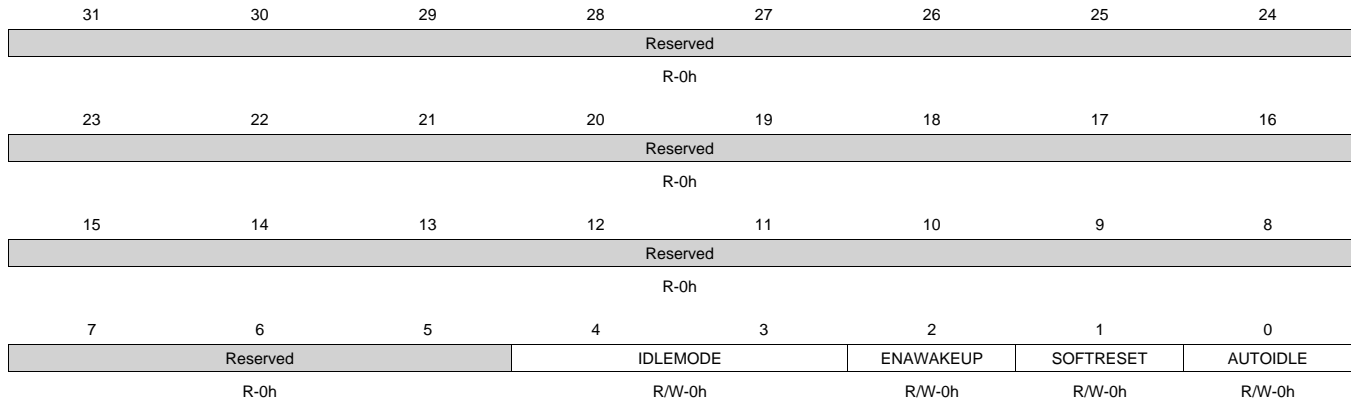 31 30 29 28 27 26 25 24
Reserved
R-0h
23 22 21 20 19 18 17 16
Reserved
R-0h
15 14 13 12 11 10 9 8
Reserved
R-0h
7 6 5 4 3 2 1 0
Reserved IDLEMODE ENAWAKEUP SOFTRESET AUTOIDLE
R-0h R/W-0h R/W-0h R/W-0h R/W-0h